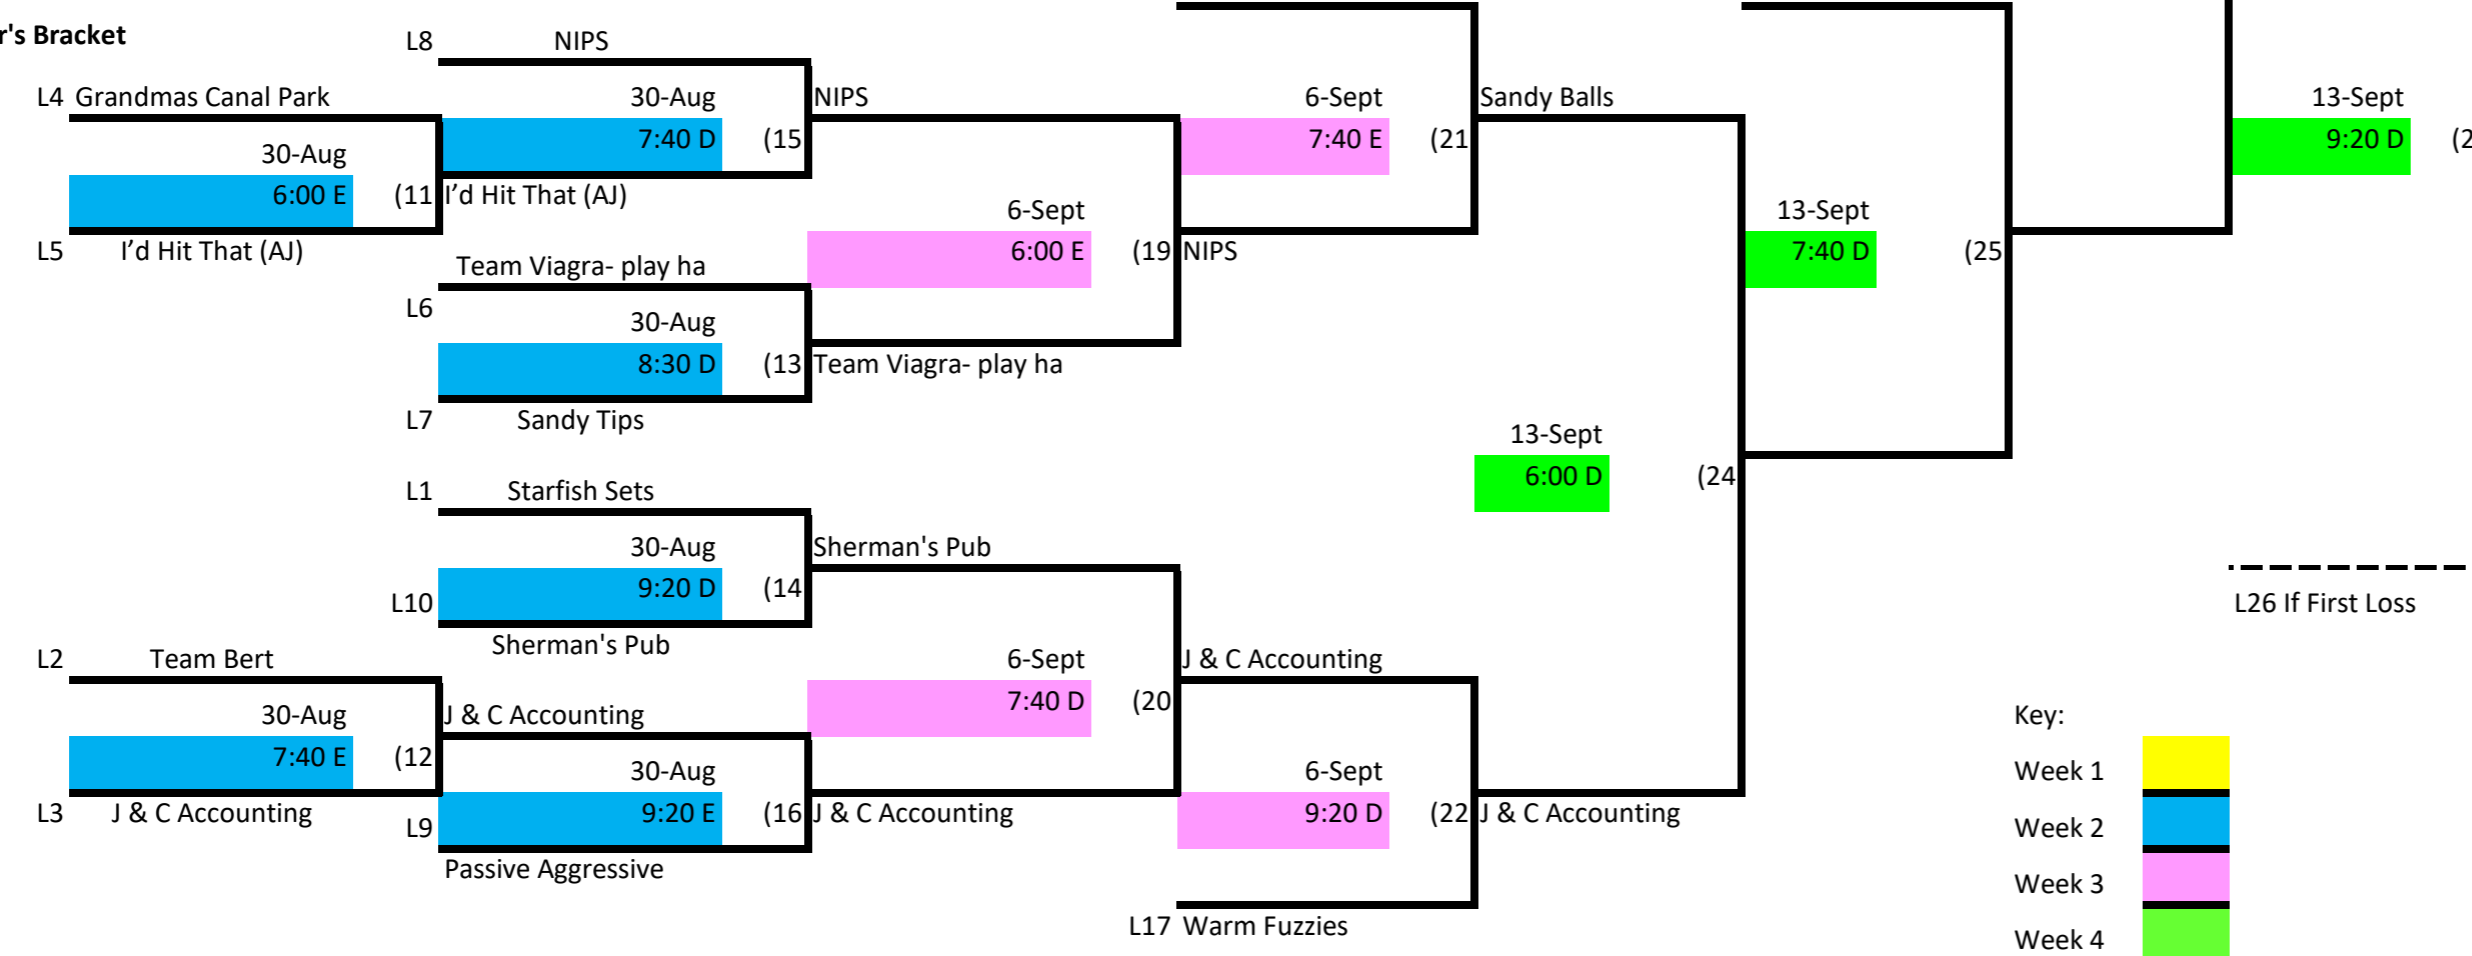 r's Bracket
L8 NIPS
L4 Grandmas Canal Park
30-Aug
NIPS
6-Sept
Sandy Balls
13-Sept
7:40 D (15
7:40 E (21
9:20 D (2
30-Aug
6:00 E (11
I’d Hit That (AJ)
6-Sept
13-Sept
L5 I’d Hit That (AJ)
6:00 E (19
NIPS
7:40 D (25
Team Viagra- play ha
L6
30-Aug
8:30 D (13
Team Viagra- play ha
L7 Sandy Tips
13-Sept
6:00 D (24
L1 Starfish Sets
30-Aug
Sherman's Pub
9:20 D (14
L10
L26 If First Loss
Sherman's Pub
L2 Team Bert
6-Sept
J & C Accounting
7:40 D (20
30-Aug
J & C Accounting
Key:
7:40 E (12
30-Aug
6-Sept
Week 1
L3 J & C Accounting
L9
9:20 E (16
J & C Accounting
9:20 D (22
J & C Accounting
Week 2
Passive Aggressive
Week 3
L17 Warm Fuzzies
Week 4